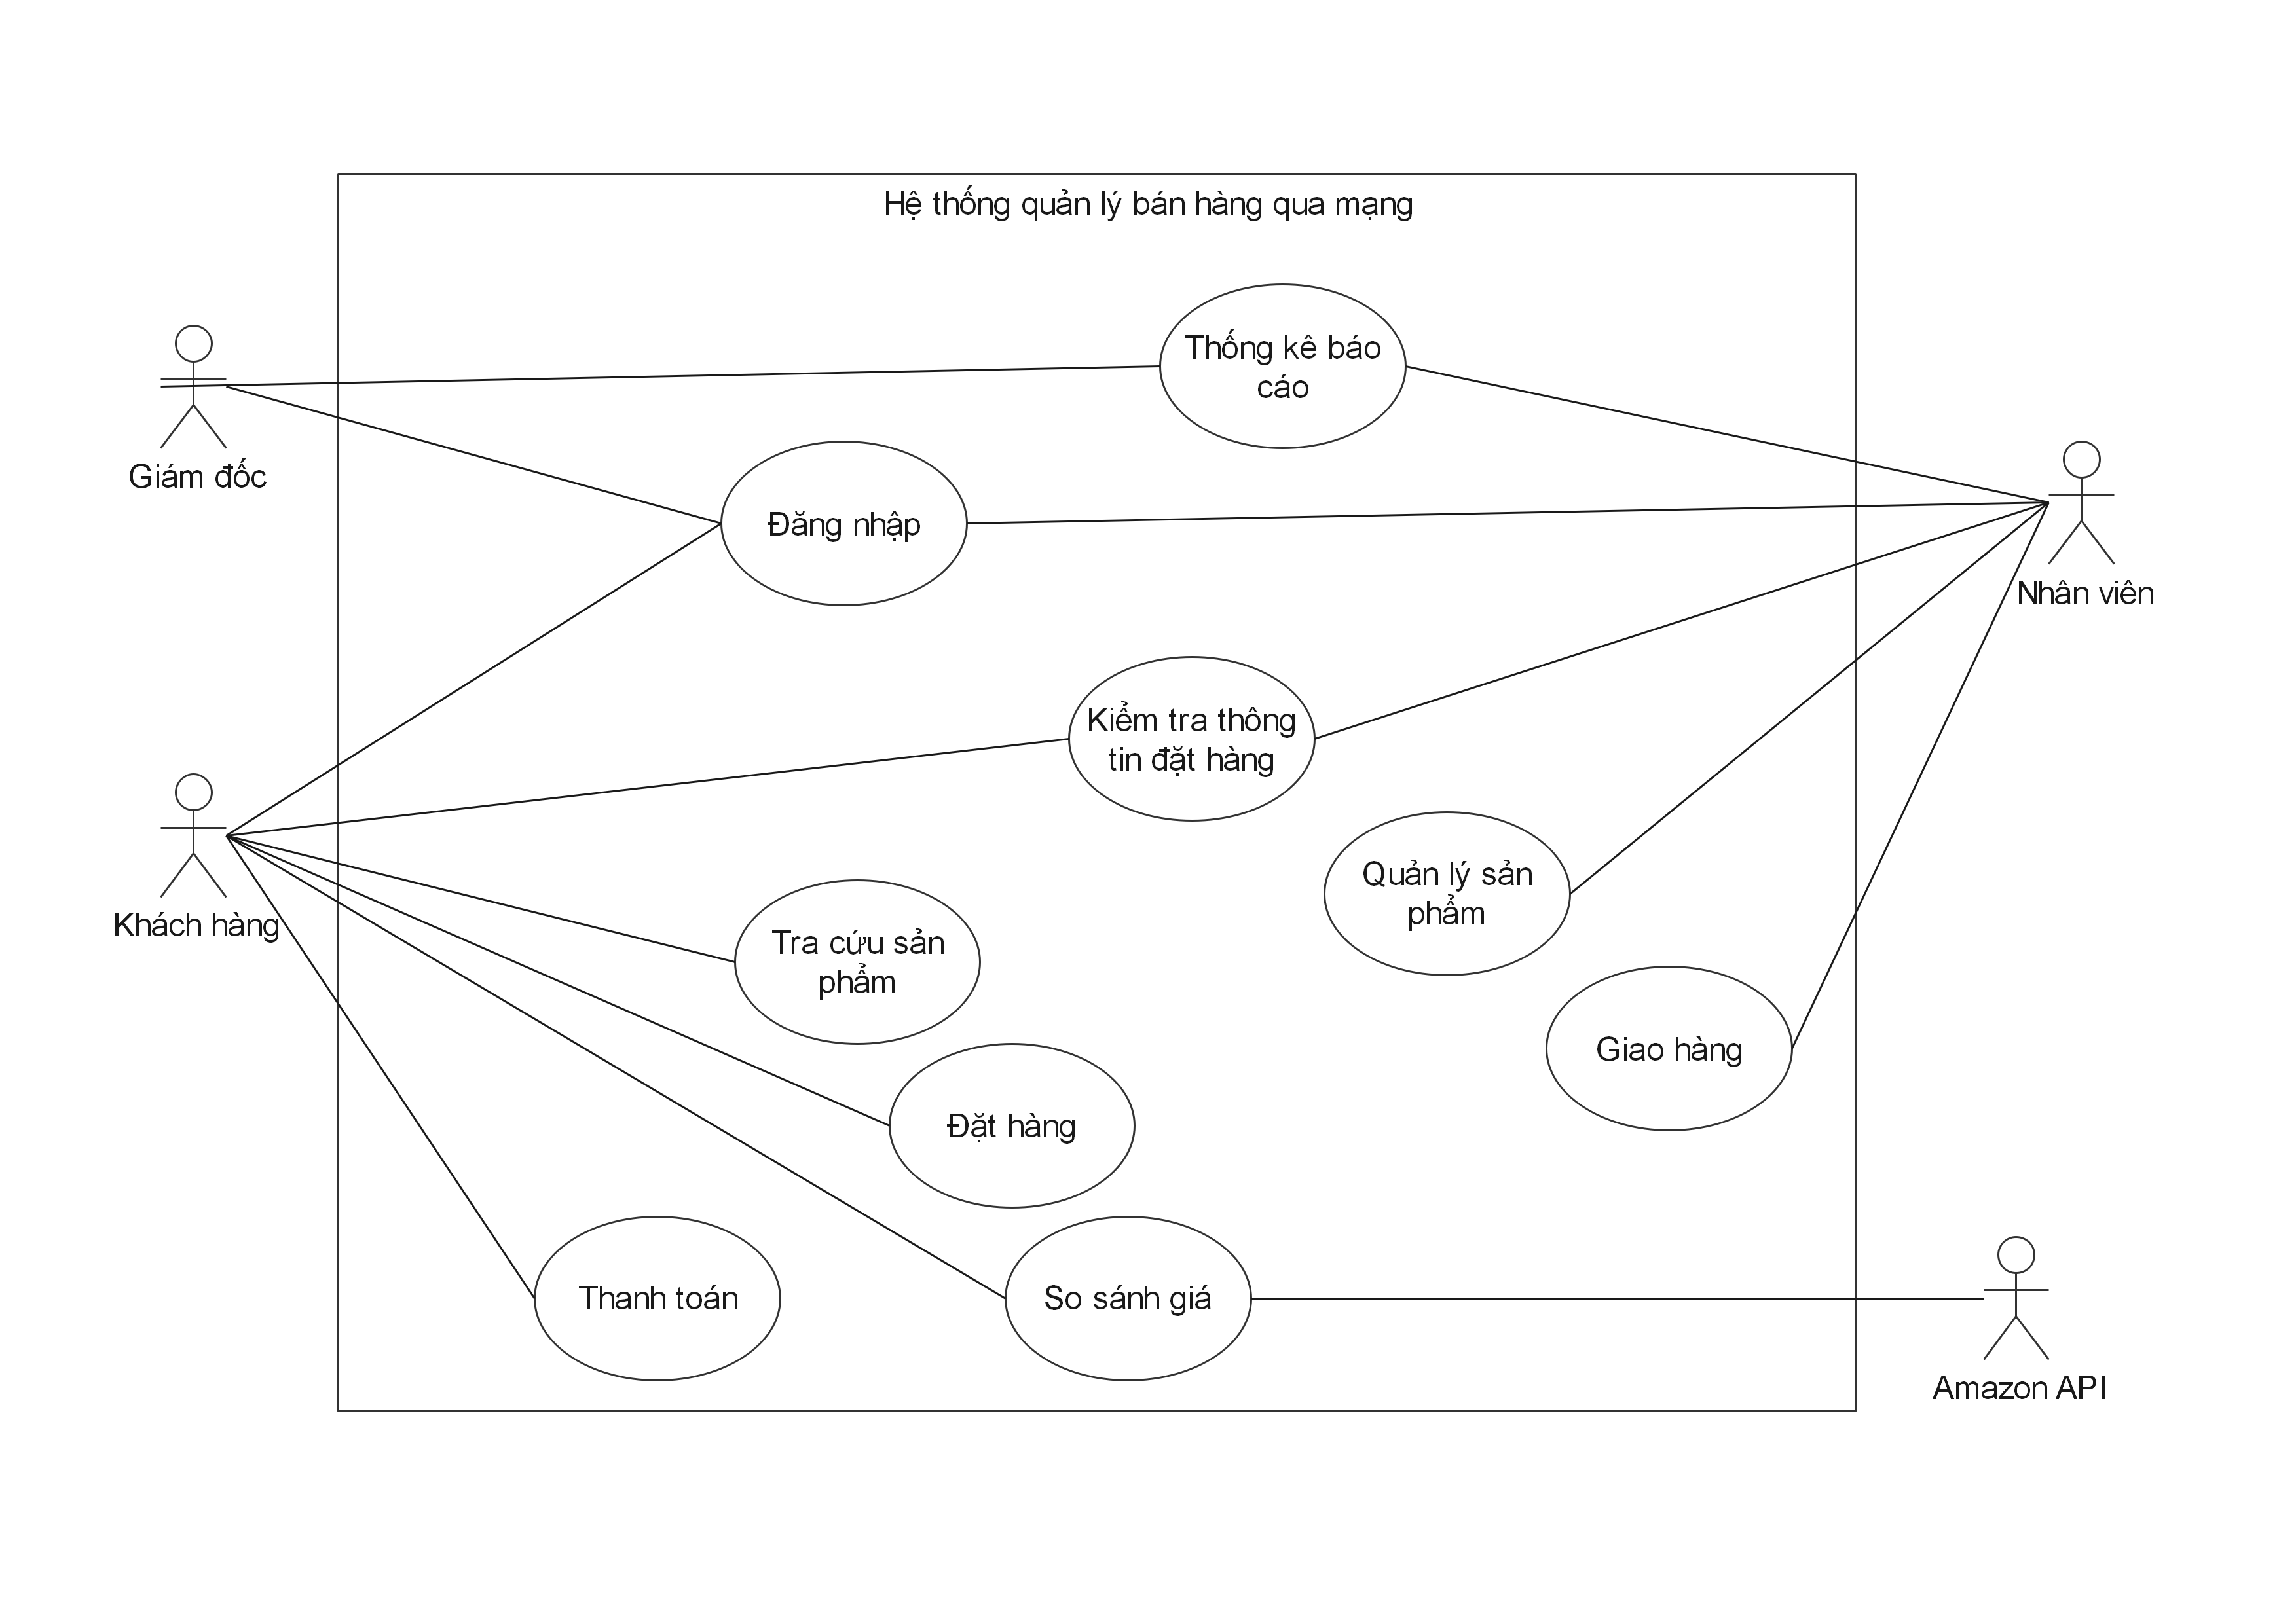 Hệ thống quản lý bán hàng qua mạng
Thống kê báo
cáo
Giám đốc
Đăng nhập
Nhân viên
Kiểm tra thông
tin đặt hàng
Quản lý sản
phẩm
Khách hàng
Tra cứu sản
phẩm
Giao hàng
Đặt hàng
Thanh toán
So sánh giá
Amazon API